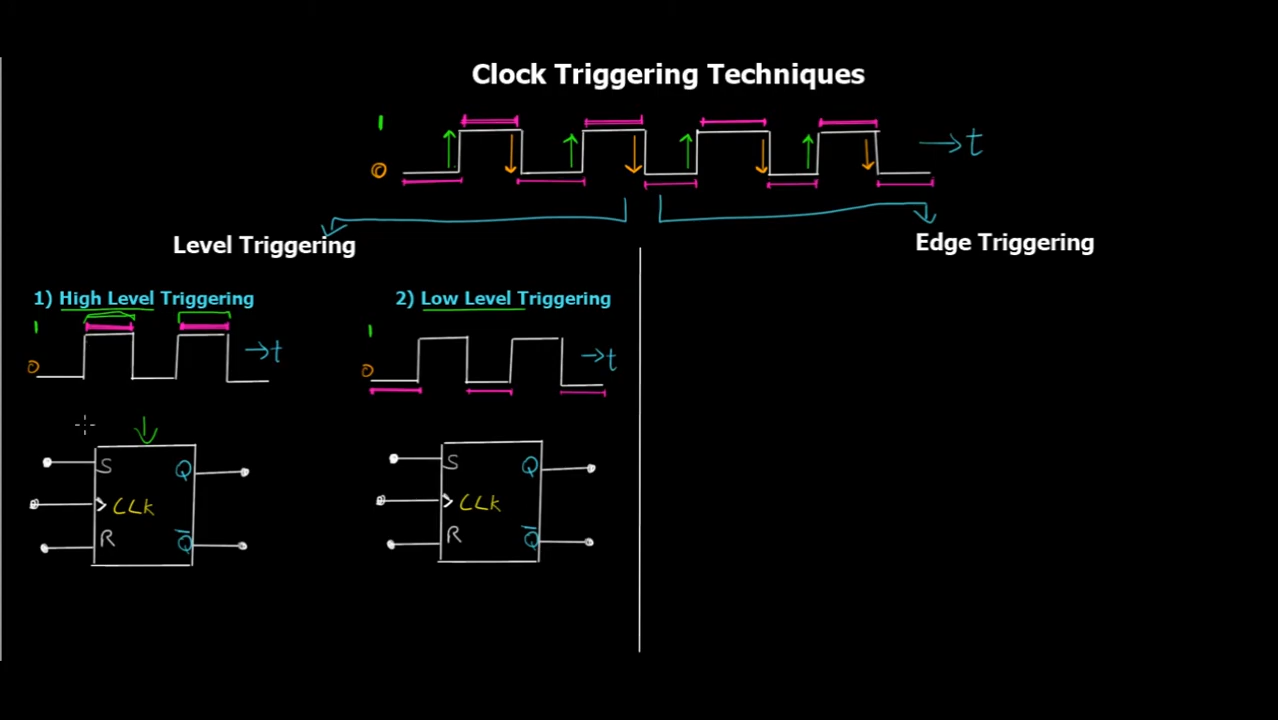 Clock Triggering Techniques
1
0
t
Level Triggering
Edge Triggering
1) High Level Triggering
2) Low Level Triggering
1
0
t
1
0
t
S
Q
CLK
R
Q̅
S
Q
CLK
R
Q̅